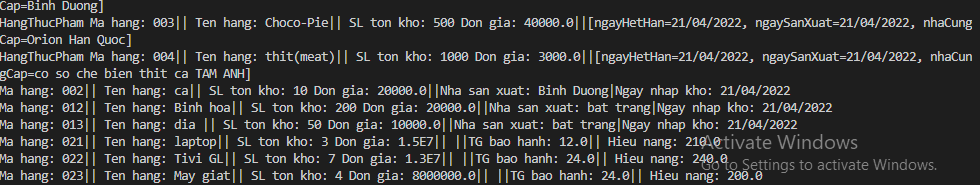 Cap=Binh Duong]
HangThucPham Ma hang: 003|| Ten hang: Choco-Pie|| SL ton kho: 500 Don gia: 40000.0||[ngayHetHan=21/04/2022, ngaySanXuat=21/04/2022, nhaCung
Cap=Orion Han Quoc]
HangThucPham Ma hang: 004|| Ten hang: thit(meat)|| SL ton kho: 1000 Don gia: 3000.0||[ngayHetHan=21/04/2022, ngaySanXuat=21/04/2022, nhaCun
gCap=co so che bien thit ca TAM ANH]
Ma hang: 002|| Ten hang: ca|| SL ton kho: 10 Don gia: 20000.0||Nha san xuat: Binh Duong|Ngay nhap kho: 21/04/2022
Ma hang: 012|| Ten hang: Binh hoa|| SL ton kho: 200 Don gia: 20000.0||Nha san xuat: bat trang|Ngay nhap kho: 21/04/2022
Ma hang: 013|| Ten hang: dia || SL ton kho: 50 Don gia: 10000.0||Nha san xuat: bat trang|Ngay nhap kho: 21/04/2022
Ma hang: 021|| Ten hang: laptop|| SL ton kho: 3 Don gia: 1.5E7|| ||TG bao hanh: 12.0|| Hieu nang: 210.0
Ma hang: 022|| Ten hang: Tivi GL|| SL ton kho: 7 Don gia: 1.3E7|| ||TG bao hanh: 24.0|| Hieu nang: 240.0
Ma hang: 023|| Ten hang: May giat|| SL ton kho: 4 Don gia: 8000000.0|| ||TG bao hanh: 24.0|| Hieu nang: 200.0
Activate Windows
Go to Settings to activate Windows.